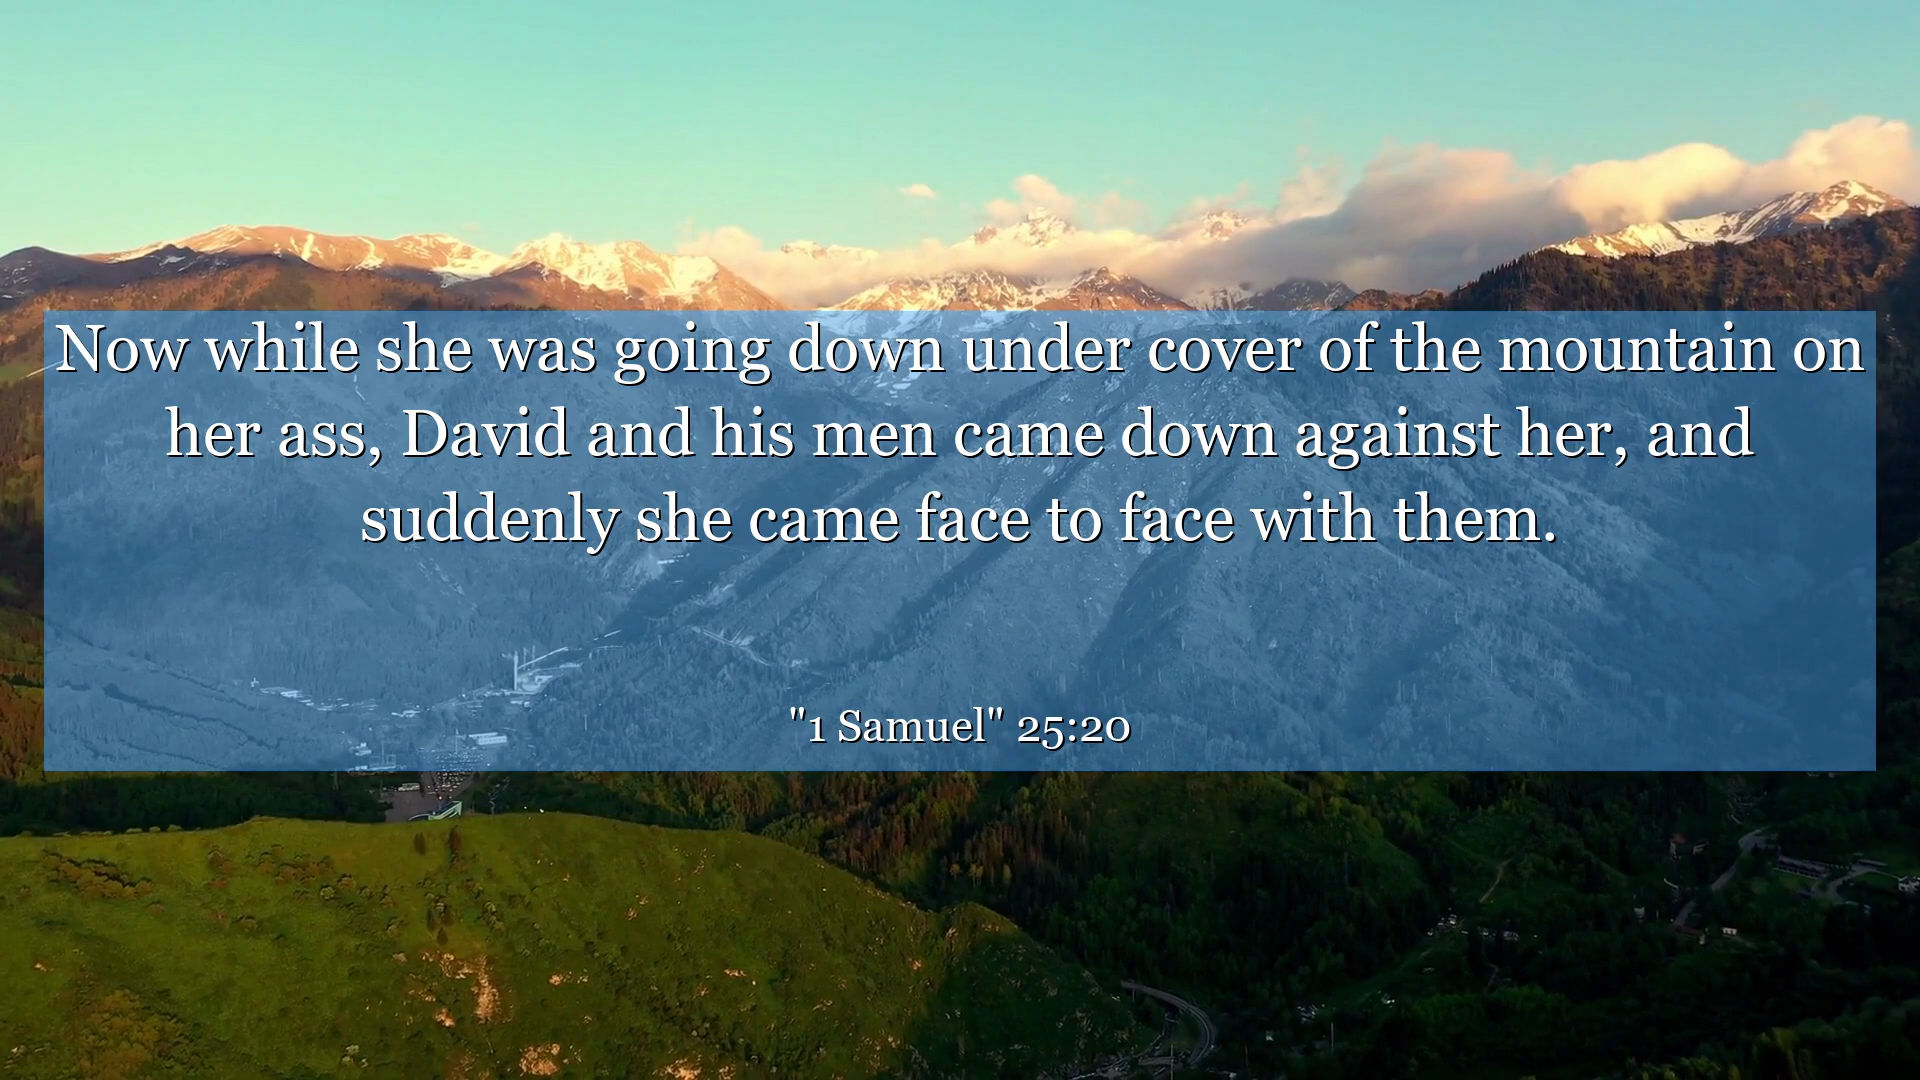 Now while she was going down under cover of the mountain on
her ass, David and his men came down against her, and
suddenly she came face to face with them.
"1 Samuel" 25:20